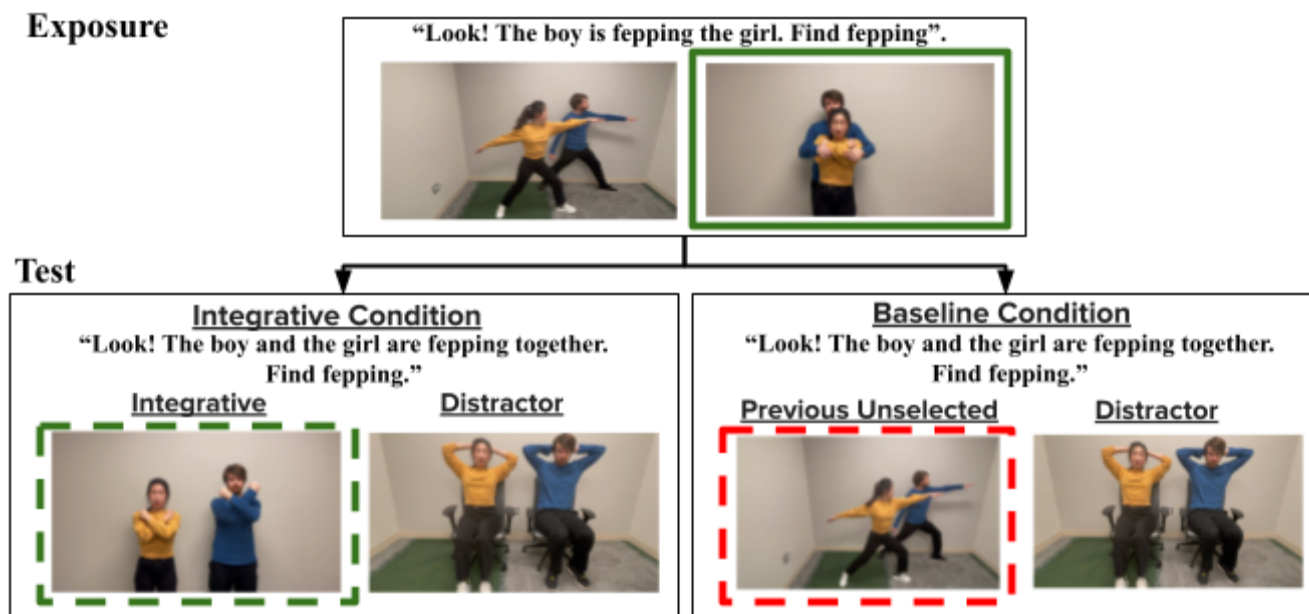 Exposure
“Look! The boy is fepping the girl. Find fepping”.
Test
Integrative Condition
“Look! The boy and the girl are fepping together.
Find fepping.”
Integrative
Distractor
Baseline Condition
“Look! The boy and the girl are fepping together.
Find fepping.”
Previous Unselected
Distractor